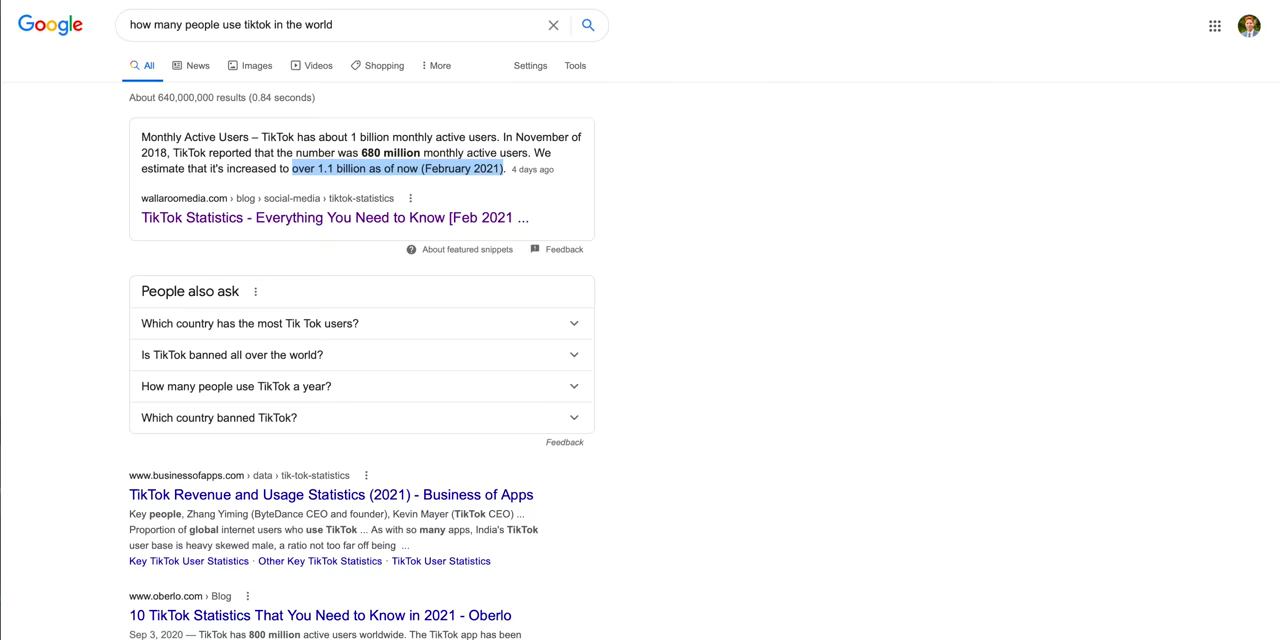 Google
how many people use tiktok in the world
All News Images Videos Shopping More Settings Tools
About 640,000,000 results (0.84 seconds)
Monthly Active Users – TikTok has about 1 billion monthly active users. In November of
2018, TikTok reported that the number was 680 million monthly active users. We
estimate that it's increased to over 1.1 billion as of now (February 2021). 4 days ago
wallaroomedia.com › blog › social-media › tiktok-statistics
TikTok Statistics - Everything You Need to Know [Feb 2021 ...
About featured snippets Feedback
People also ask
Which country has the most Tik Tok users?
Is TikTok banned all over the world?
How many people use TikTok a year?
Which country banned TikTok?
Feedback
www.businessofapps.com › data › tik-tok-statistics
TikTok Revenue and Usage Statistics (2021) - Business of Apps
Key people, Zhang Yiming (ByteDance CEO and founder), Kevin Mayer (TikTok CEO) ...
Proportion of global internet users who use TikTok ... As with so many apps, India's TikTok
user base is heavy skewed male, a ratio not too far off being ...
Key TikTok User Statistics · Other Key TikTok Statistics · TikTok User Statistics
www.oberlo.com › Blog
10 TikTok Statistics That You Need to Know in 2021 - Oberlo
Sep 3, 2020 — TikTok has 800 million active users worldwide. The TikTok app has been